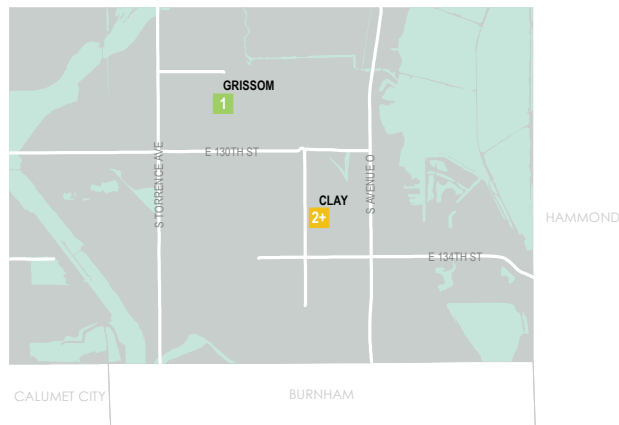 GRISSOM
1
E 130TH ST
S TORRENCE AVE
S AVENUE O
CLAY
2+
HAMMOND
E 134TH ST
CALUMET CITY
BURNHAM